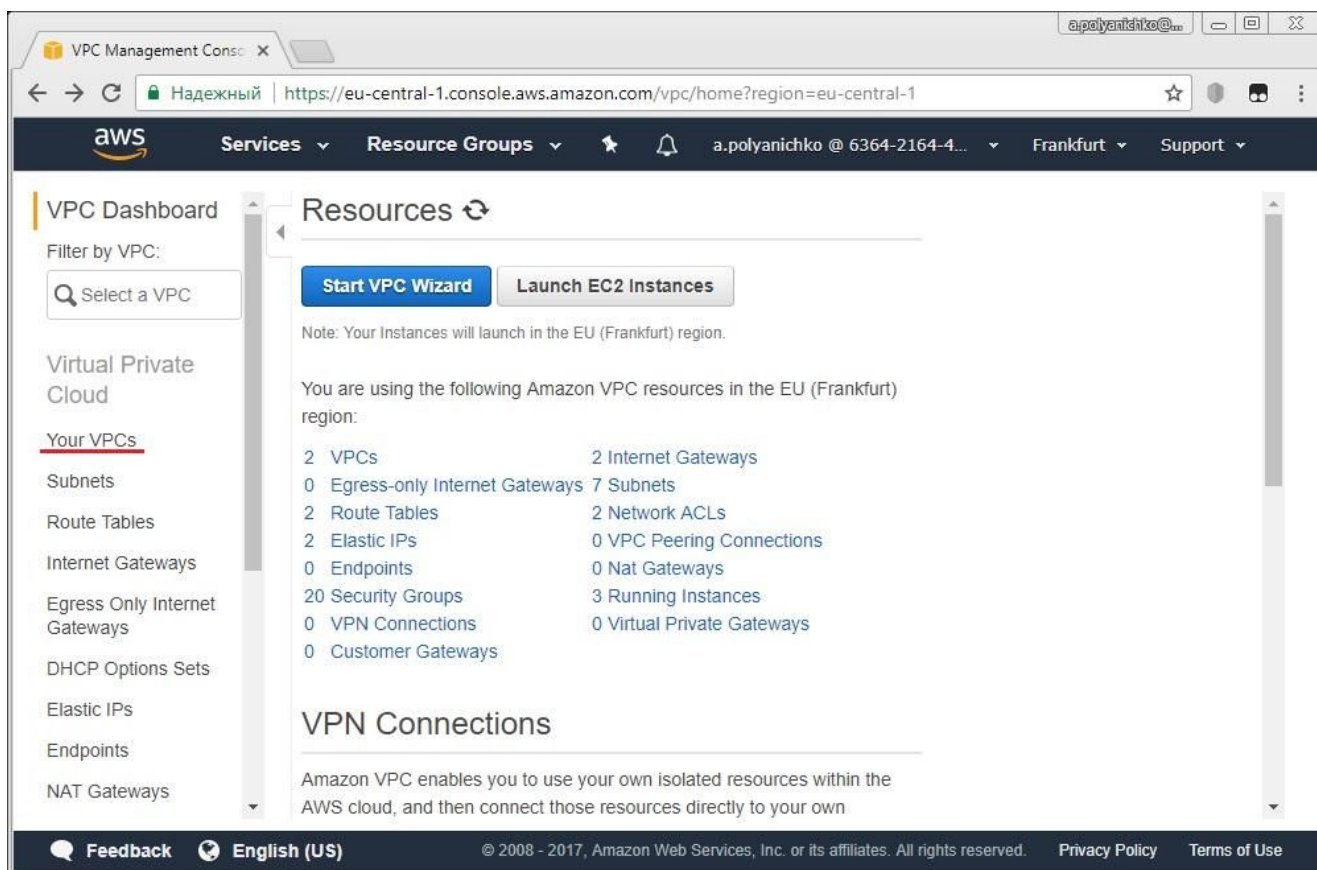 a.polyanichko@...
VPC Management Consc
Надежный https://eu-central-1.console.aws.amazon.com/vpc/home?region=eu-central-1
aws Services Resource Groups a.polyanichko @ 6364-2164-4... Frankfurt Support
VPC Dashboard
Filter by VPC:
Select a VPC
Virtual Private
Cloud
Your VPCs
Subnets
Route Tables
Internet Gateways
Egress Only Internet
Gateways
DHCP Options Sets
Elastic IPs
Endpoints
NAT Gateways
Resources
Start VPC Wizard Launch EC2 Instances
Note: Your Instances will launch in the EU (Frankfurt) region.
You are using the following Amazon VPC resources in the EU (Frankfurt)
region:
2 VPCs 2 Internet Gateways
0 Egress-only Internet Gateways 7 Subnets
2 Route Tables 2 Network ACLs
2 Elastic IPs 0 VPC Peering Connections
0 Endpoints 0 Nat Gateways
20 Security Groups 3 Running Instances
0 VPN Connections 0 Virtual Private Gateways
0 Customer Gateways
VPN Connections
Amazon VPC enables you to use your own isolated resources within the
AWS cloud, and then connect those resources directly to your own
Feedback English (US) © 2008 - 2017, Amazon Web Services, Inc. or its affiliates. All rights reserved. Privacy Policy Terms of Use